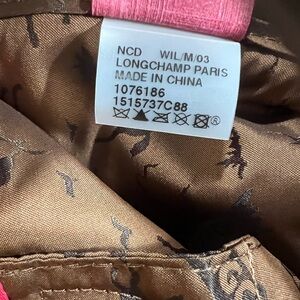 NCD WIL/M/03
LONGCHAMP PARIS
MADE IN CHINA
1076186
1515737C88